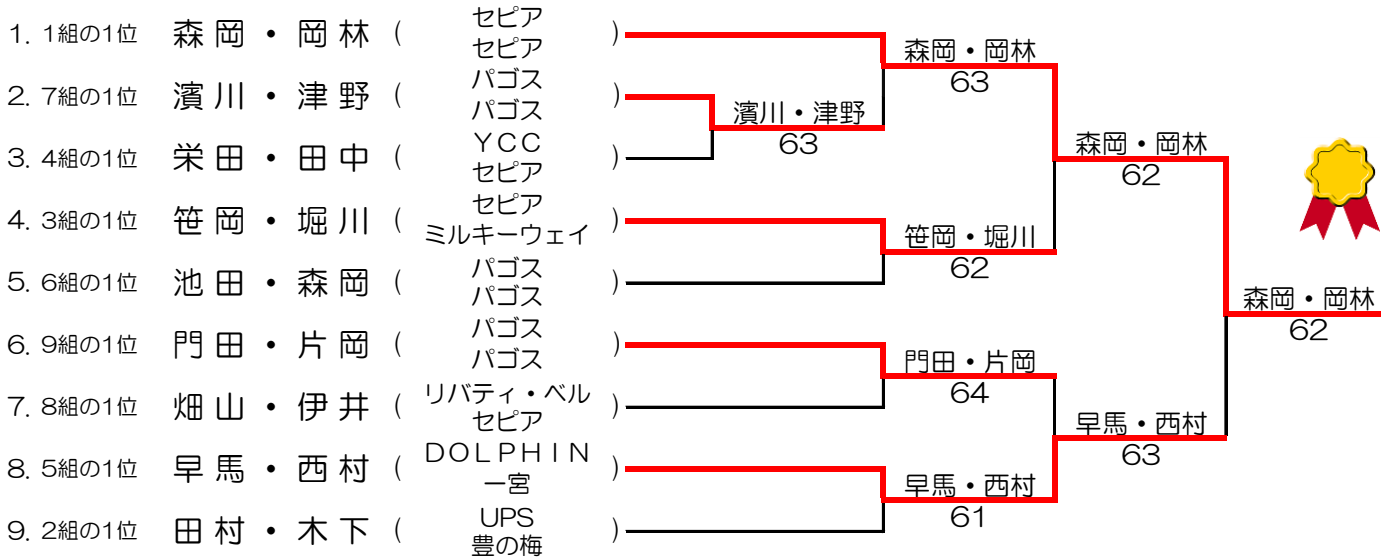 1. 1組の1位 森岡・岡林 ( セピア セピア )
2. 7組の1位 濱川・津野 ( パゴス パゴス )
3. 4組の1位 栄田・田中 ( YCC セピア )
4. 3組の1位 笹岡・堀川 ( セピア ミルキーウェイ )
5. 6組の1位 池田・森岡 ( パゴス パゴス )
6. 9組の1位 門田・片岡 ( パゴス パゴス )
7. 8組の1位 畑山・伊井 ( リバティ・ベル セピア )
8. 5組の1位 早馬・西村 ( DOLPHIN 一宮 )
9. 2組の1位 田村・木下 ( UPS 豊の梅 )
濱川・津野
63
森岡・岡林
63
笹岡・堀川
62
門田・片岡
64
早馬・西村
61
森岡・岡林
62
早馬・西村
63
森岡・岡林
62